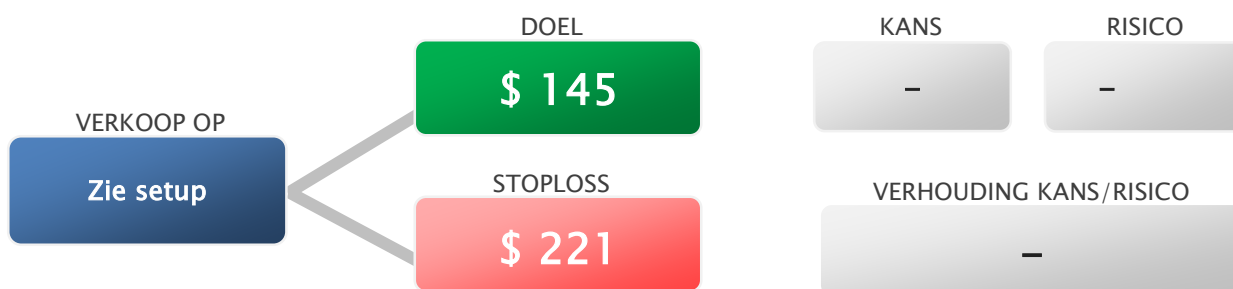 DOEL
$ 145
KANS
–
RISICO
–
VERKOOP OP
Zie setup
STOPLOSS
$ 221
VERHOUDING KANS/RISICO
–